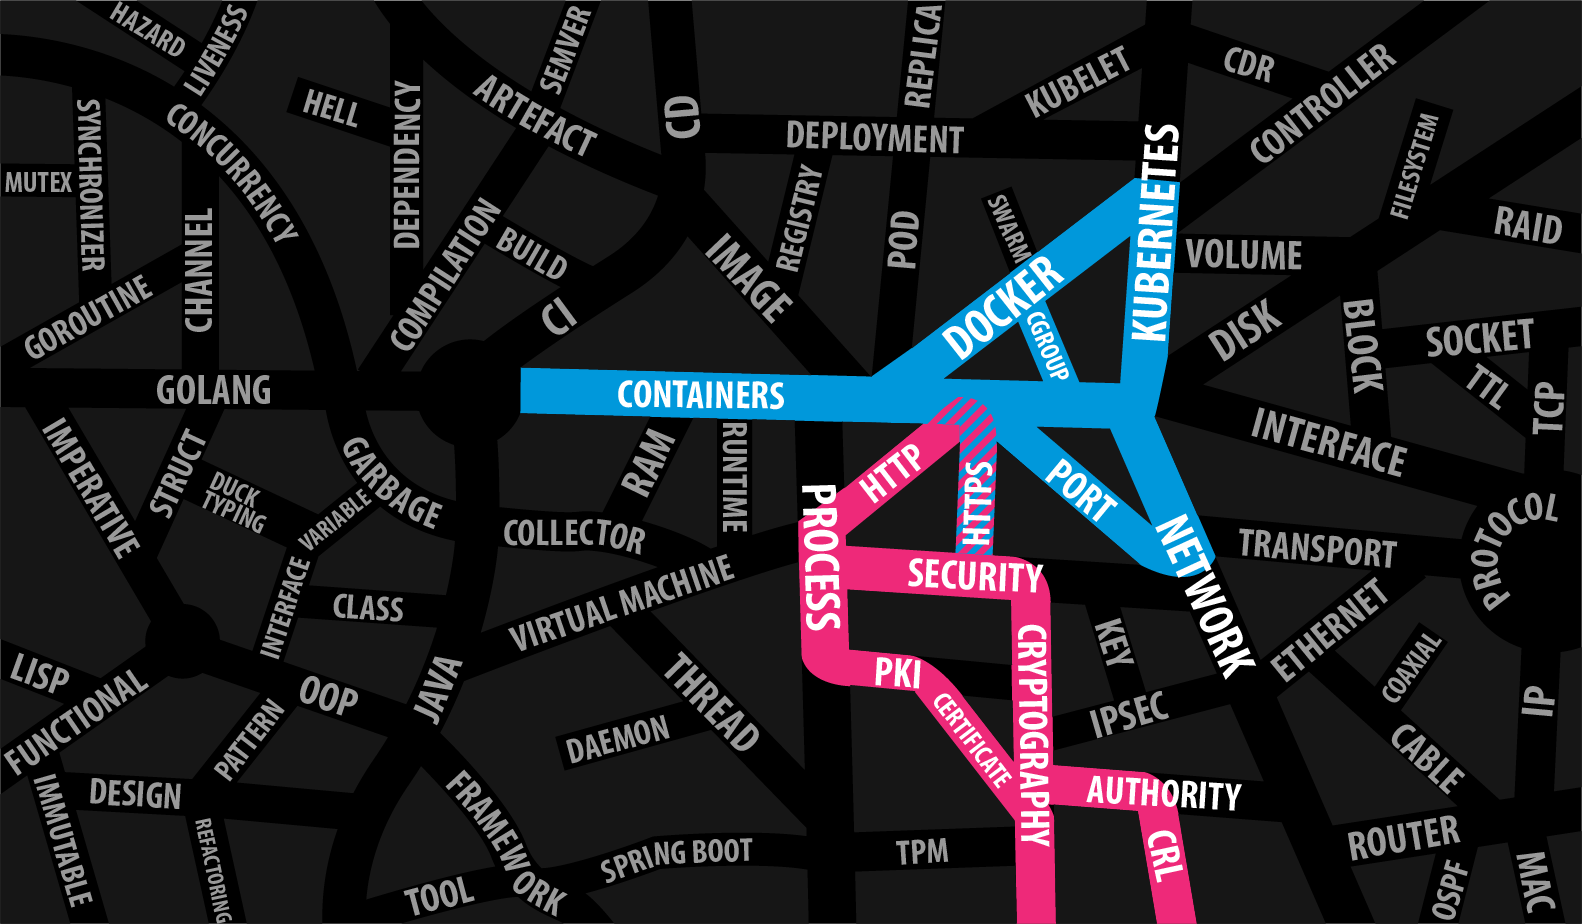 HAZARD
LIVENESS
SEMVER
REPLICA
KUBELET
CDR
CONTROLLER
HELL
DEPENDENCY
ARTEFACT
CD
DEPLOYMENT
KUBERNETES
FILESYSTEM
SYNCHRONIZER
CONCURRENCY
MUTEX
CHANNEL
COMPILATION
BUILD
REGISTRY
POD
SWARM
RAID
VOLUME
GOROUTINE
CI
IMAGE
DOCKER
CGROUP
DISK
BLOCK
SOCKET
TTL
TCP
GOLANG
CONTAINERS
INTERFACE
IMPERATIVE
STRUCT
DUCK
TYPING
VARIABLE
GARBAGE
COLLECTOR
RAM
RUNTIME
HTTP
HTTPS
PORT
PROCESS
NETWORK
TRANSPORT
PROTOCOL
SECURITY
INTERFACE
CLASS
VIRTUAL MACHINE
KEY
ETHERNET
COAXIAL
LISP
FUNCTIONAL
OOP
JAVA
THREAD
PKI
CERTIFICATE
CRYPTOGRAPHY
IPSEC
IP
PATTERN
DAEMON
CABLE
DESIGN
IMMUTABLE
REFACTORING
FRAMEWORK
AUTHORITY
CRL
ROUTER
TOOL
SPRING BOOT
TPM
OSPF
MAC